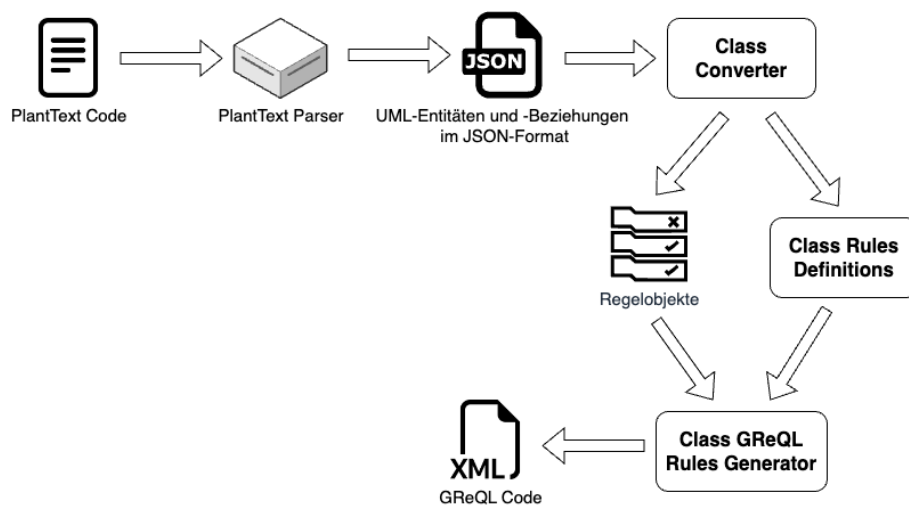 PlantText Code
PlantText Parser
JSON
UML-Entitäten und -Beziehungen
im JSON-Format
Class
Converter
Regelobjekte
Class Rules
Definitions
Class GReQL
Rules Generator
XML
GReQL Code